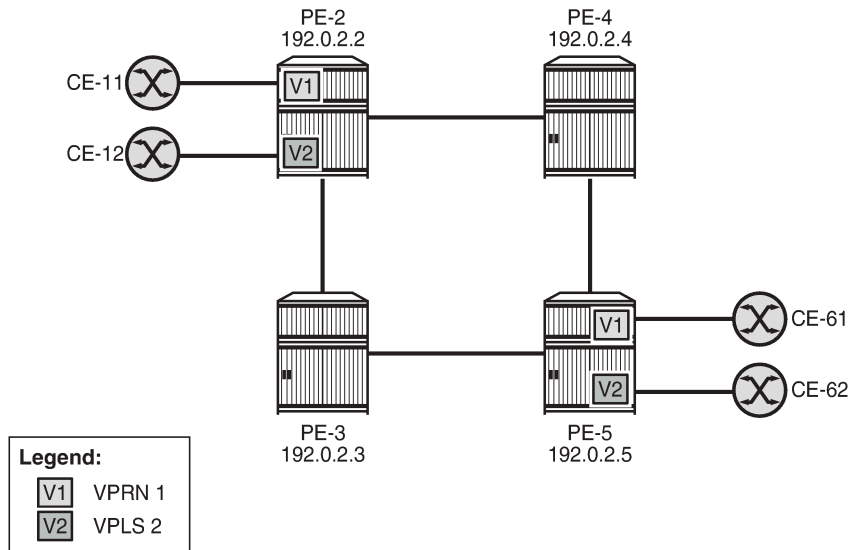 PE-2
192.0.2.2
PE-4
192.0.2.4
CE-11
V1
CE-12
V2
V1
CE-61
V2
CE-62
PE-3
192.0.2.3
PE-5
192.0.2.5
Legend:
V1 VPRN 1
V2 VPLS 2